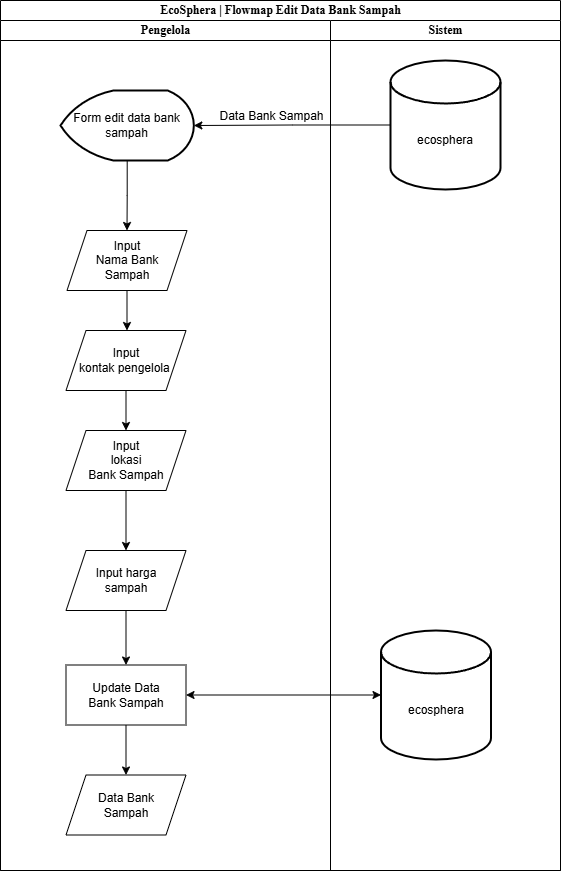 EcoSphera | Flowmap Edit Data Bank Sampah
Pengelola
Sistem
Form edit data bank
sampah
Data Bank Sampah
ecosphera
Input
Nama Bank
Sampah
Input
kontak pengelola
Input
lokasi
Bank Sampah
Input harga
sampah
Update Data
Bank Sampah
ecosphera
Data Bank
Sampah